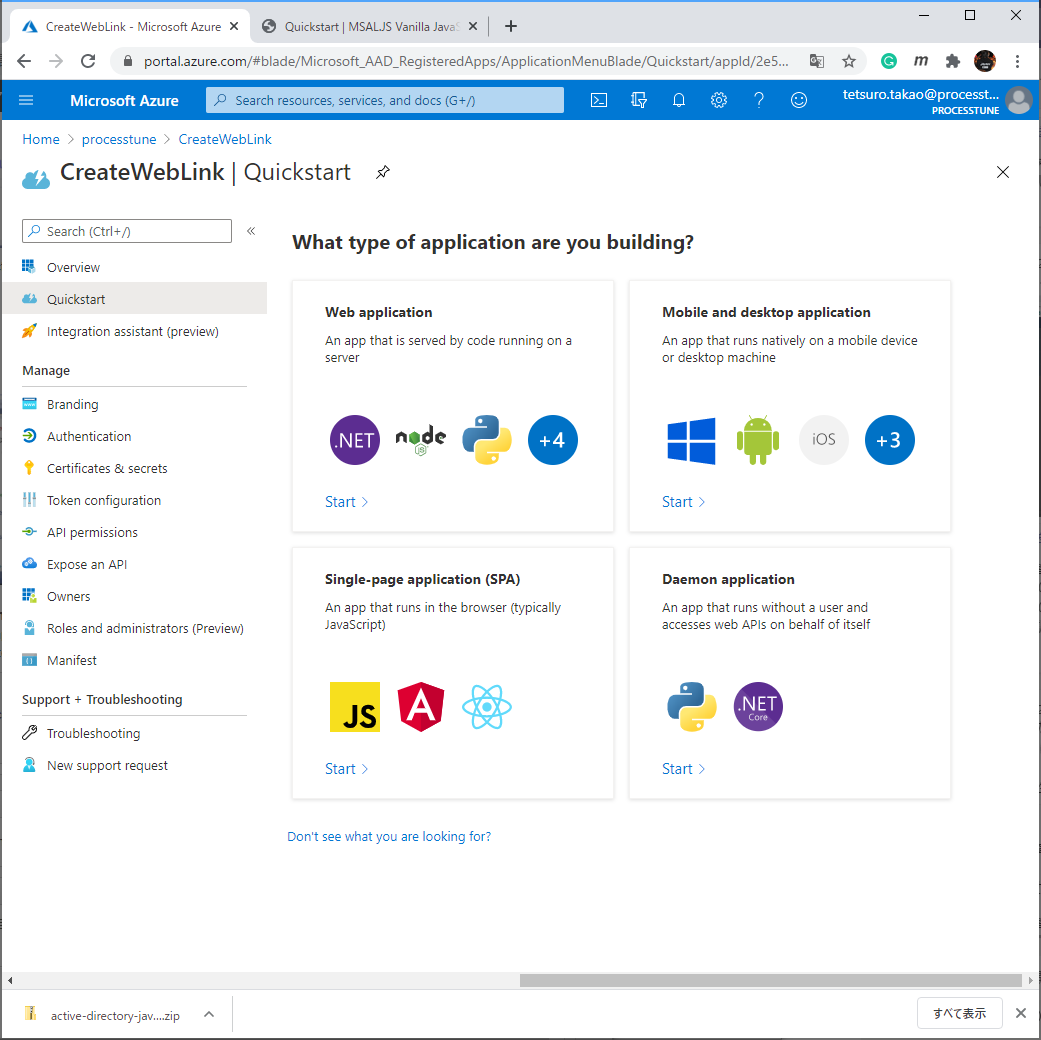 CreateWebLink - Microsoft Azure
Quickstart | MSALJS Vanilla JavaS
portal.azure.com/#blade/Microsoft_AAD_RegisteredApps/ApplicationMenuBlade/Quickstart/appId/2e5...
Microsoft Azure
Search resources, services, and docs (G+/)
tetsuro.takao@processt...
PROCESSTUNE
Home > processtune > CreateWebLink
CreateWebLink | Quickstart
Search (Ctrl+/)
«
Overview
Quickstart
Integration assistant (preview)
Manage
Branding
Authentication
Certificates & secrets
Token configuration
API permissions
Expose an API
Owners
Roles and administrators (Preview)
Manifest
Support + Troubleshooting
Troubleshooting
New support request
What type of application are you building?
Web application
An app that is served by code running on a
server
.NET
node
JS
+4
Start >
Mobile and desktop application
An app that runs natively on a mobile device
or desktop machine
iOS
+3
Start >
Single-page application (SPA)
An app that runs in the browser (typically
JavaScript)
JS
A
Start >
Daemon application
An app that runs without a user and
accesses web APIs on behalf of itself
.NET
Core
Start >
Don't see what you are looking for?
active-directory-jav....zip
すべて表示